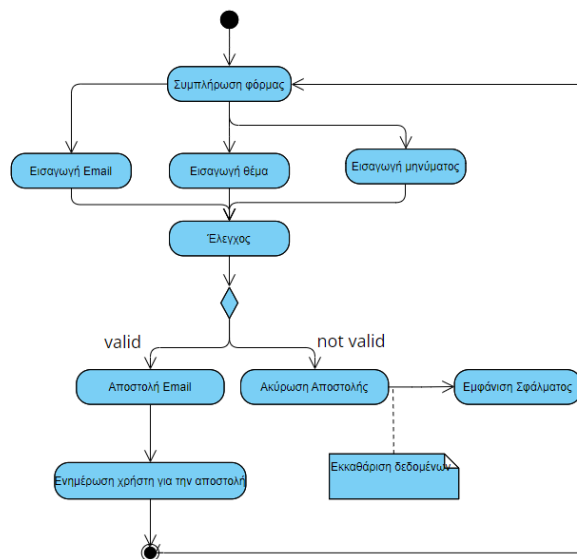 Συμπλήρωση φόρμας
Εισαγωγή Email
Εισαγωγή θέμα
Εισαγωγή μηνύματος
Έλεγχος
valid
not valid
Αποστολή Email
Ακύρωση Αποστολής
Εμφάνιση Σφάλματος
Εκκαθάριση δεδομένων
Ενημέρωση χρήστη για την αποστολή